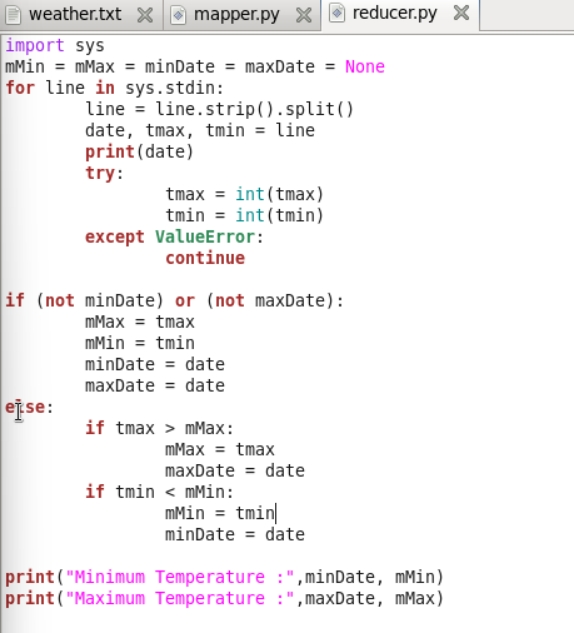 weather.txt mapper.py reducer.py
import sys
mMin = mMax = minDate = maxDate = None
for line in sys.stdin:
        line = line.strip().split()
        date, tmax, tmin = line
        print(date)
        try:
                tmax = int(tmax)
                tmin = int(tmin)
        except ValueError:
                continue

if (not minDate) or (not maxDate):
        mMax = tmax
        mMin = tmin
        minDate = date
        maxDate = date
else:
        if tmax > mMax:
                mMax = tmax
                maxDate = date
        if tmin < mMin:
                mMin = tmin
                minDate = date

print("Minimum Temperature :",minDate, mMin)
print("Maximum Temperature :",maxDate, mMax)